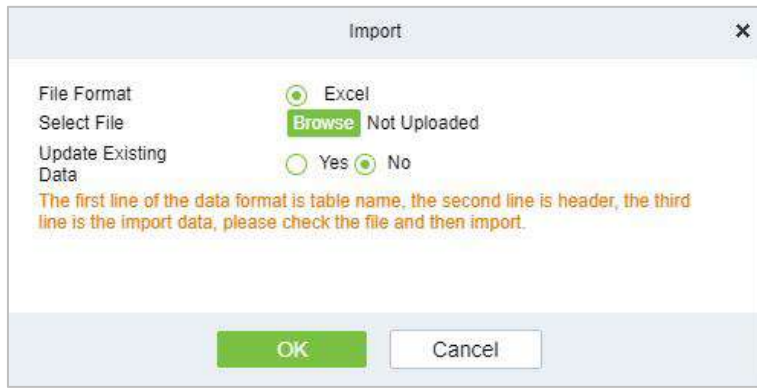 Import
File Format Excel
Select File Browse Not Uploaded
Update Existing
Data Yes No
The first line of the data format is table name, the second line is header, the third
line is the import data, please check the file and then import.
OK Cancel